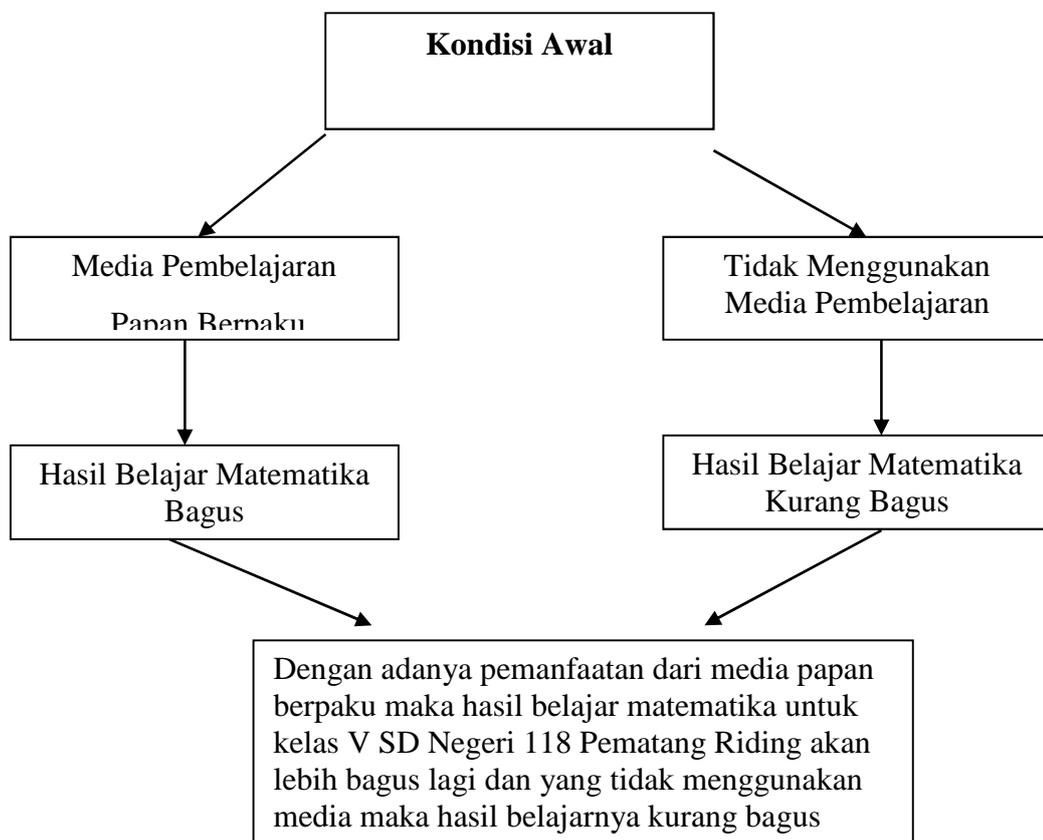 Kondisi Awal
Media Pembelajaran
Papan Berpaku
Tidak Menggunakan
Media Pembelajaran
Hasil Belajar Matematika
Bagus
Hasil Belajar Matematika
Kurang Bagus
Dengan adanya pemanfaatan dari media papan
berpaku maka hasil belajar matematika untuk
kelas V SD Negeri 118 Pematang Riding akan
lebih bagus lagi dan yang tidak menggunakan
media maka hasil belajarnya kurang bagus